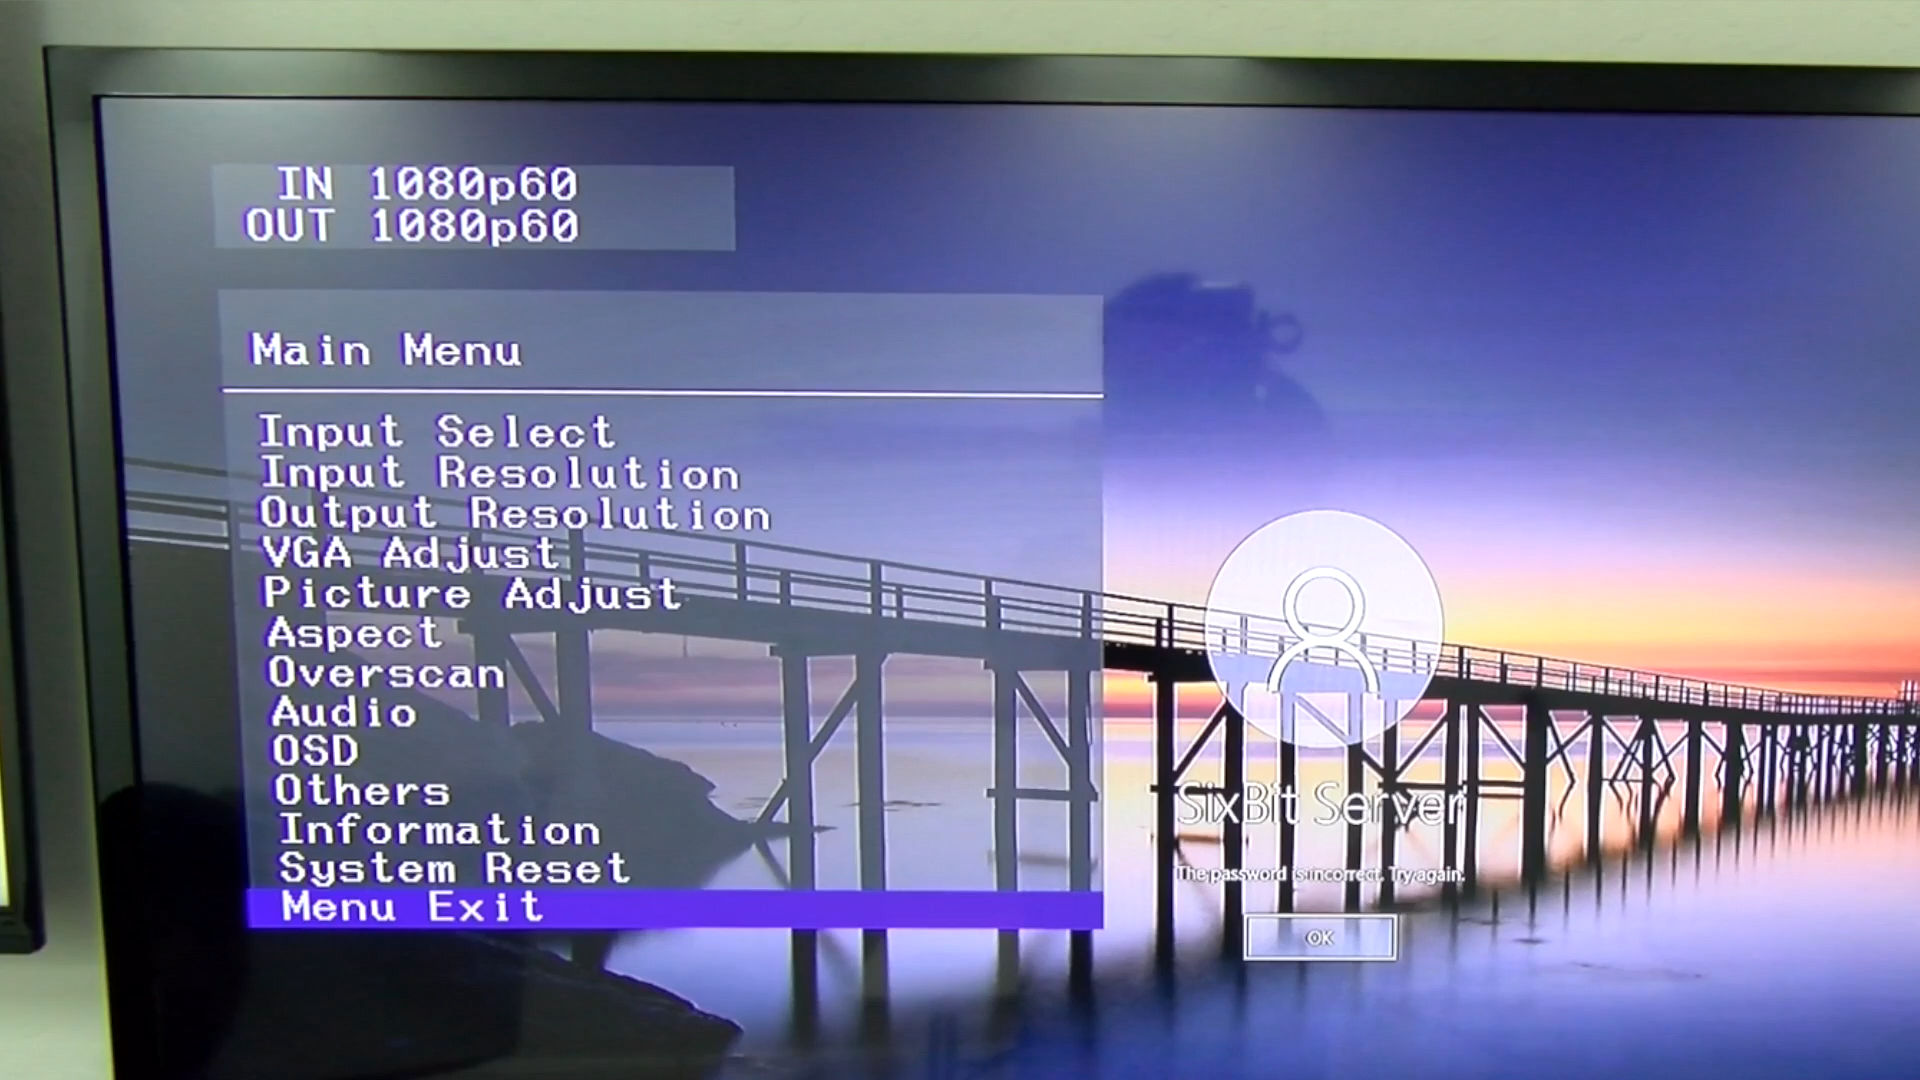 IN 1080p60
OUT 1080p60
Main Menu
Input Select
Input Resolution
Output Resolution
VGA Adjust
Picture Adjust
Aspect
Overscan
Audio
OSD
Others
Information
System Reset
Menu Exit
SixBit Server
The password is incorrect. Try again.
OK